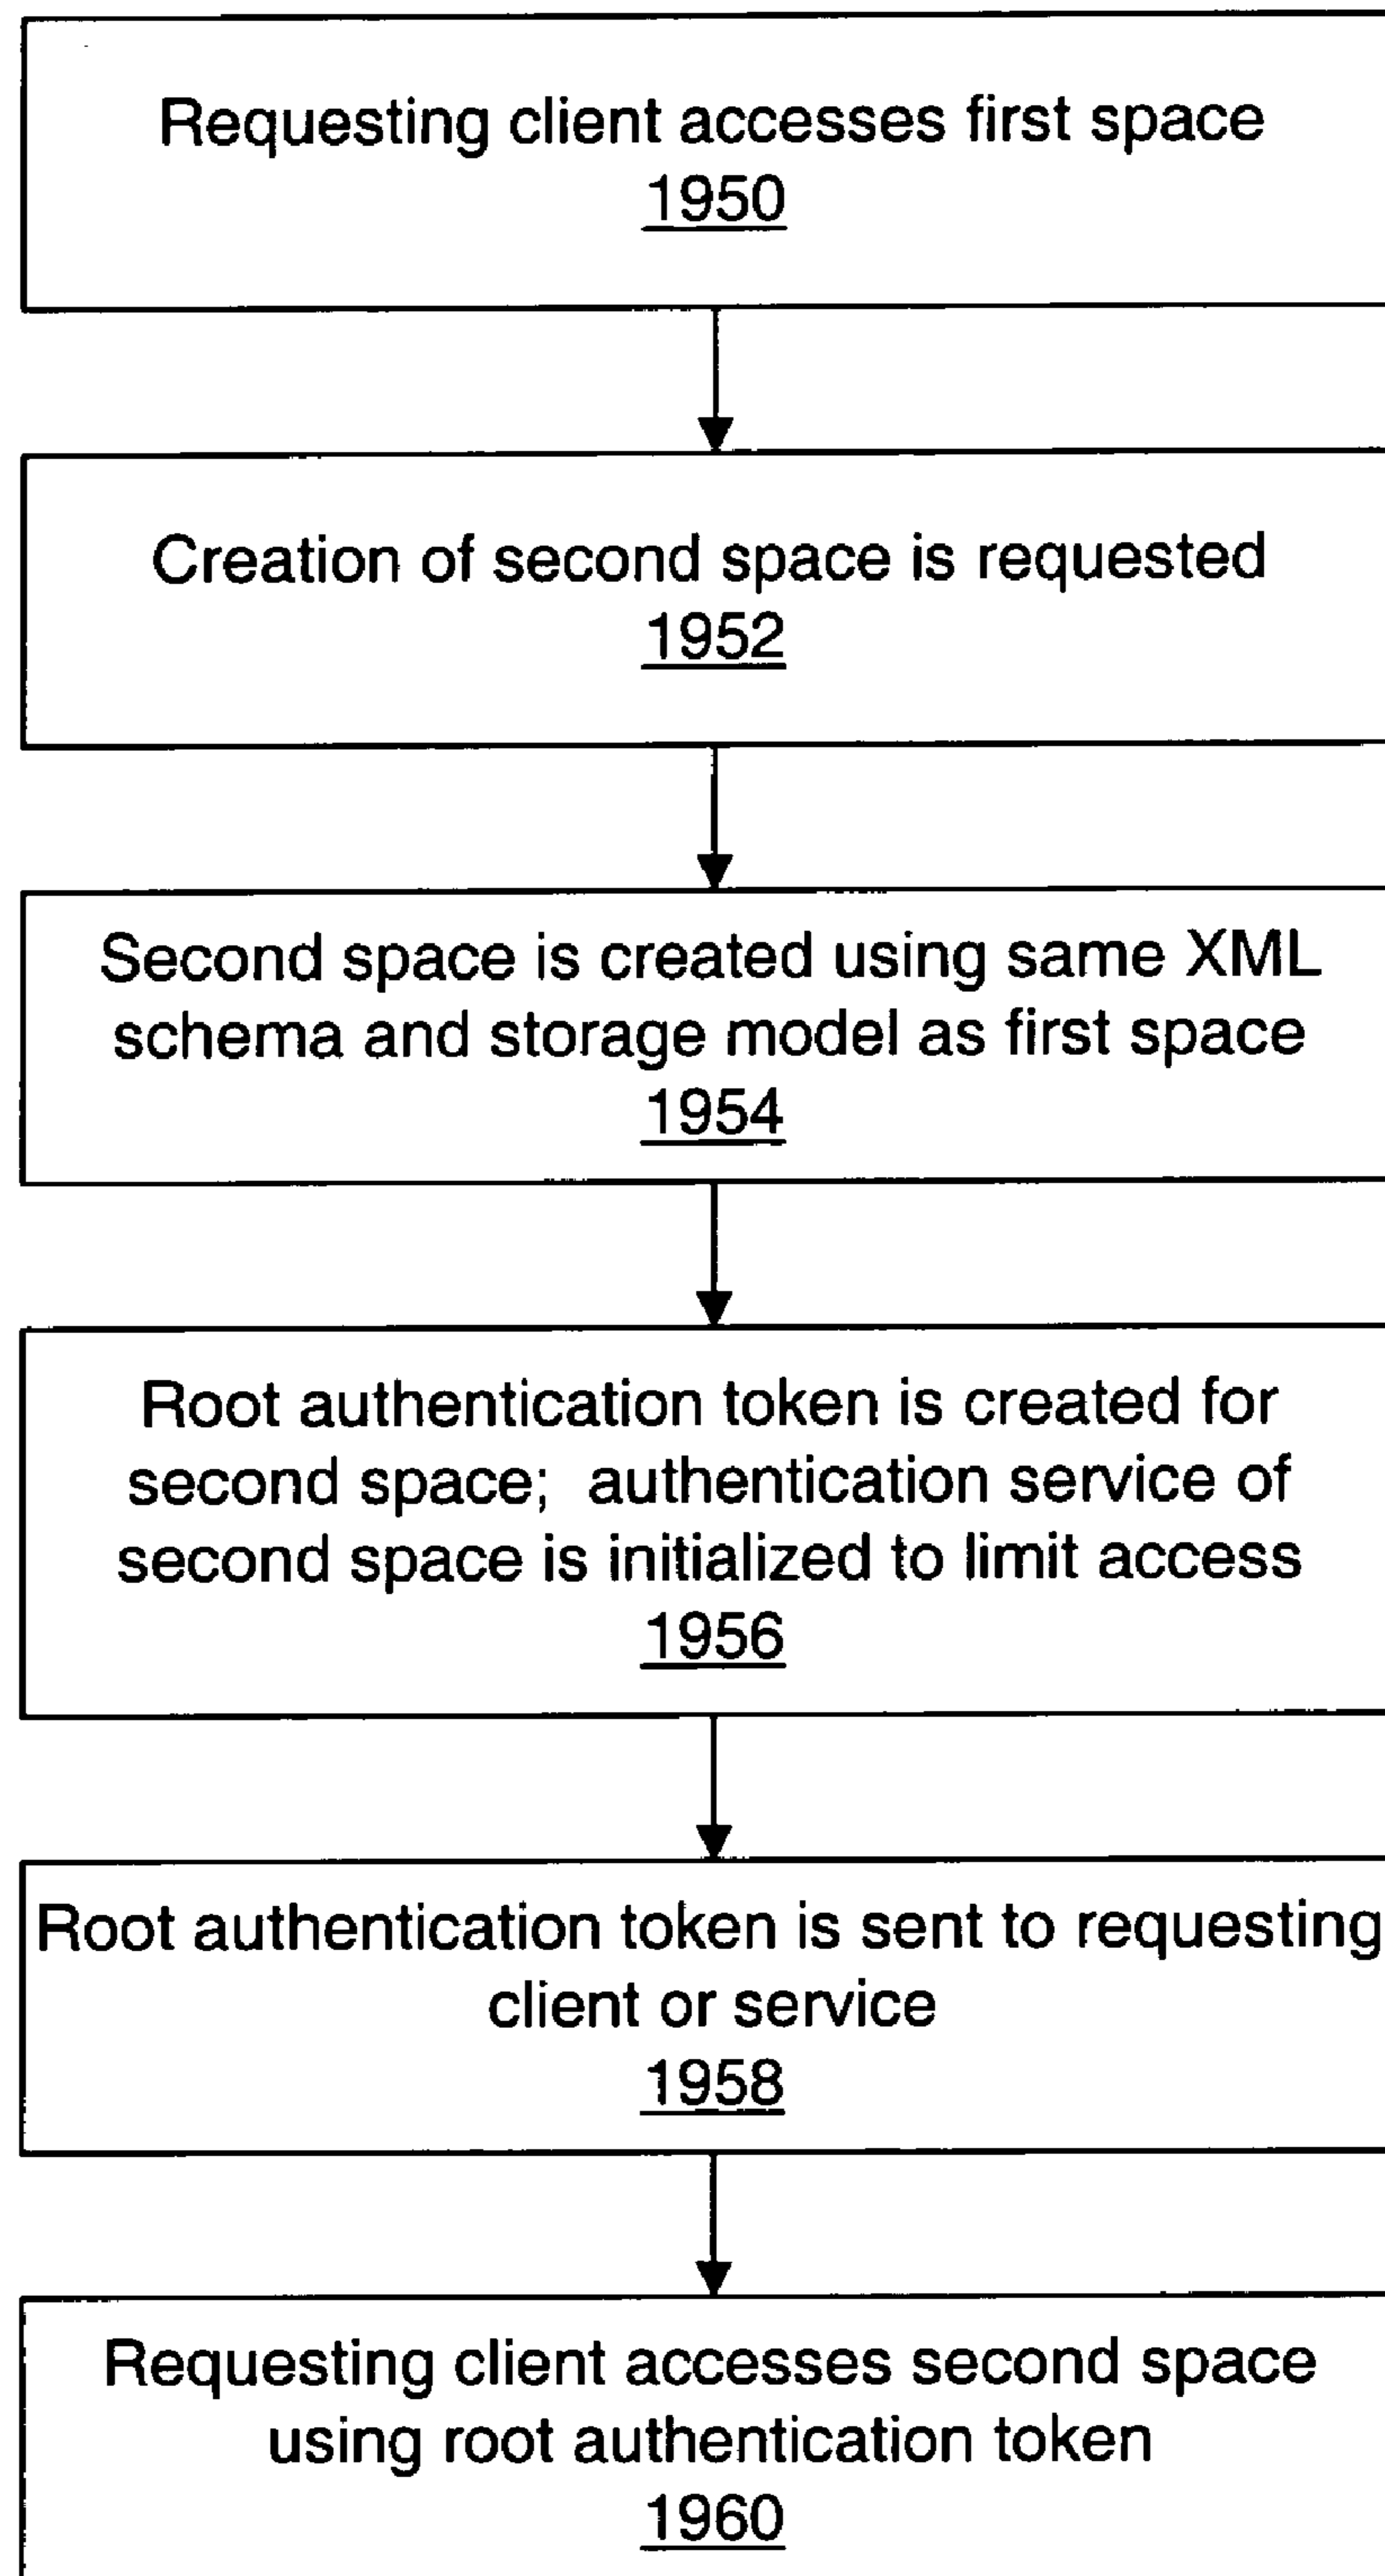 Requesting client accesses first space
1950
Creation of second space is requested
1952
Second space is created using same XML
schema and storage model as first space
1954
Root authentication token is created for
second space; authentication service of
second space is initialized to limit access
1956
Root authentication token is sent to requesting
client or service
1958
Requesting client accesses second space
using root authentication token
1960